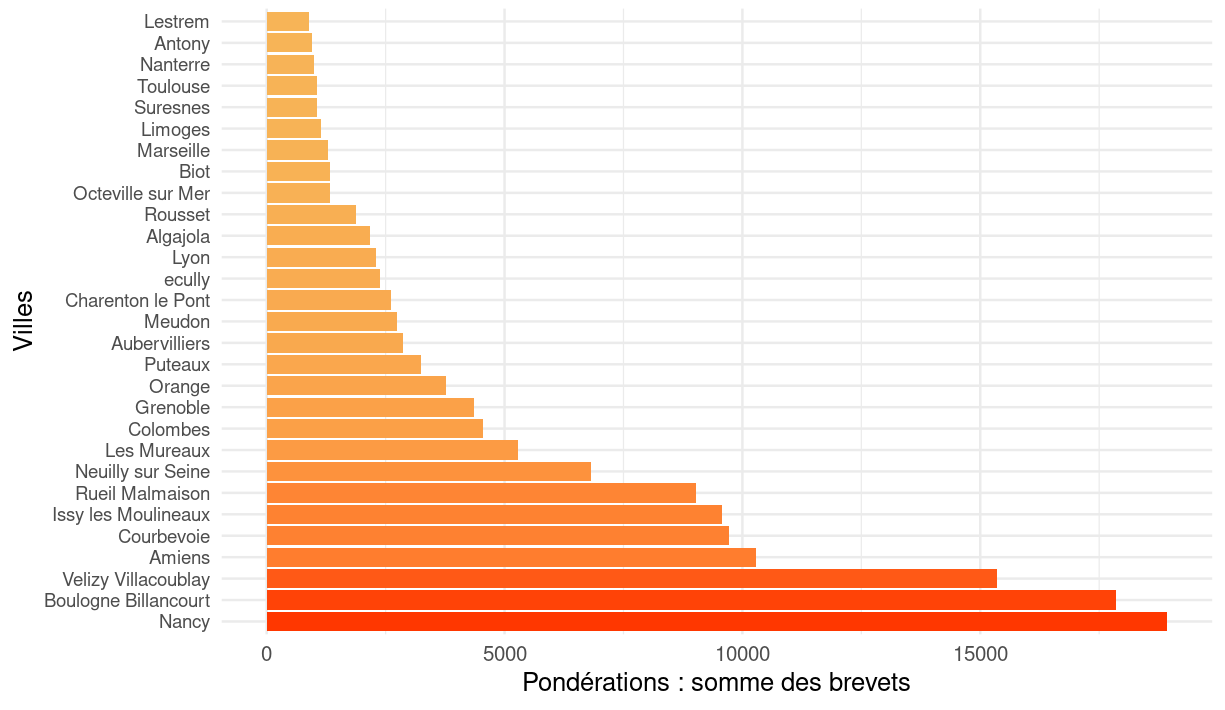 Lestrem
Antony
Nanterre
Toulouse
Suresnes
Limoges
Marseille
Biot
Octeville sur Mer
Rousset
Algajola
Lyon
ecully
Charenton le Pont
Meudon
Aubervilliers
Puteaux
Orange
Grenoble
Colombes
Les Mureaux
Neuilly sur Seine
Rueil Malmaison
Issy les Moulineaux
Courbevoie
Amiens
Velizy Villacoublay
Boulogne Billancourt
Nancy
Villes
0 5000 10000 15000
Pondérations : somme des brevets